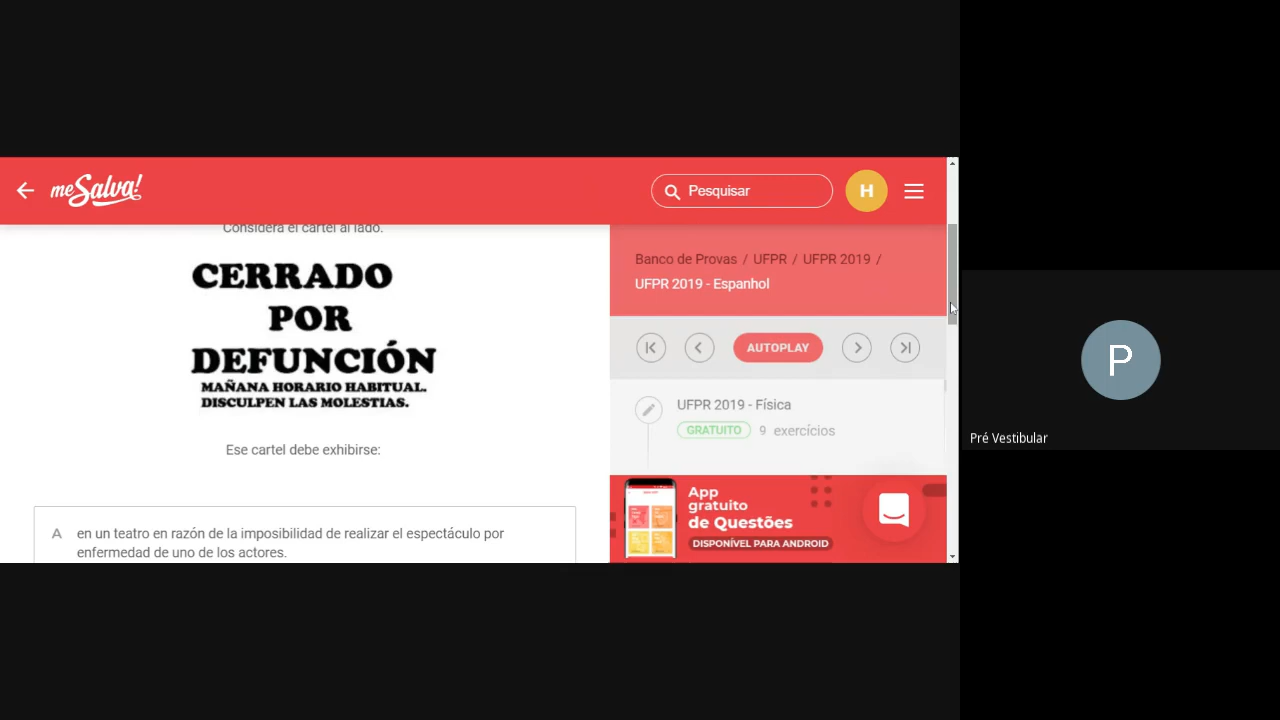 meSalva!
Pesquisar
H
Considera el cartel al lado.
CERRADO
POR
DEFUNCIÓN
MAÑANA HORARIO HABITUAL.
DISCULPEN LAS MOLESTIAS.
Ese cartel debe exhibirse:
A en un teatro en razón de la imposibilidad de realizar el espectáculo por
enfermedad de uno de los actores.
Banco de Provas / UFPR / UFPR 2019 /
UFPR 2019 - Espanhol
AUTOPLAY
UFPR 2019 - Física
GRATUITO 9 exercícios
App
gratuito
de Questões
DISPONÍVEL PARA ANDROID
P
Pré Vestibular